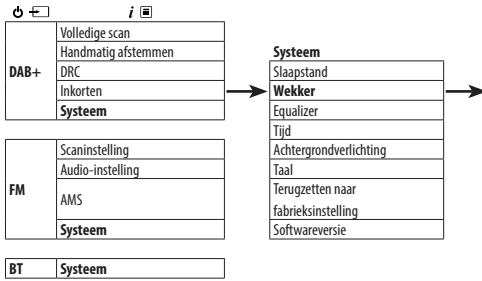 i
DAB+
Volledige scan
Handmatig afstemmen
DRC
Inkorten
Systeem
FM
Scaninstelling
Audio-instelling
AMS
Systeem
BT
Systeem
Systeem
Slaapstand
Wekker
Equalizer
Tijd
Achtergrondverlichting
Taal
Terugzetten naar
fabrieksinstelling
Softwareversie